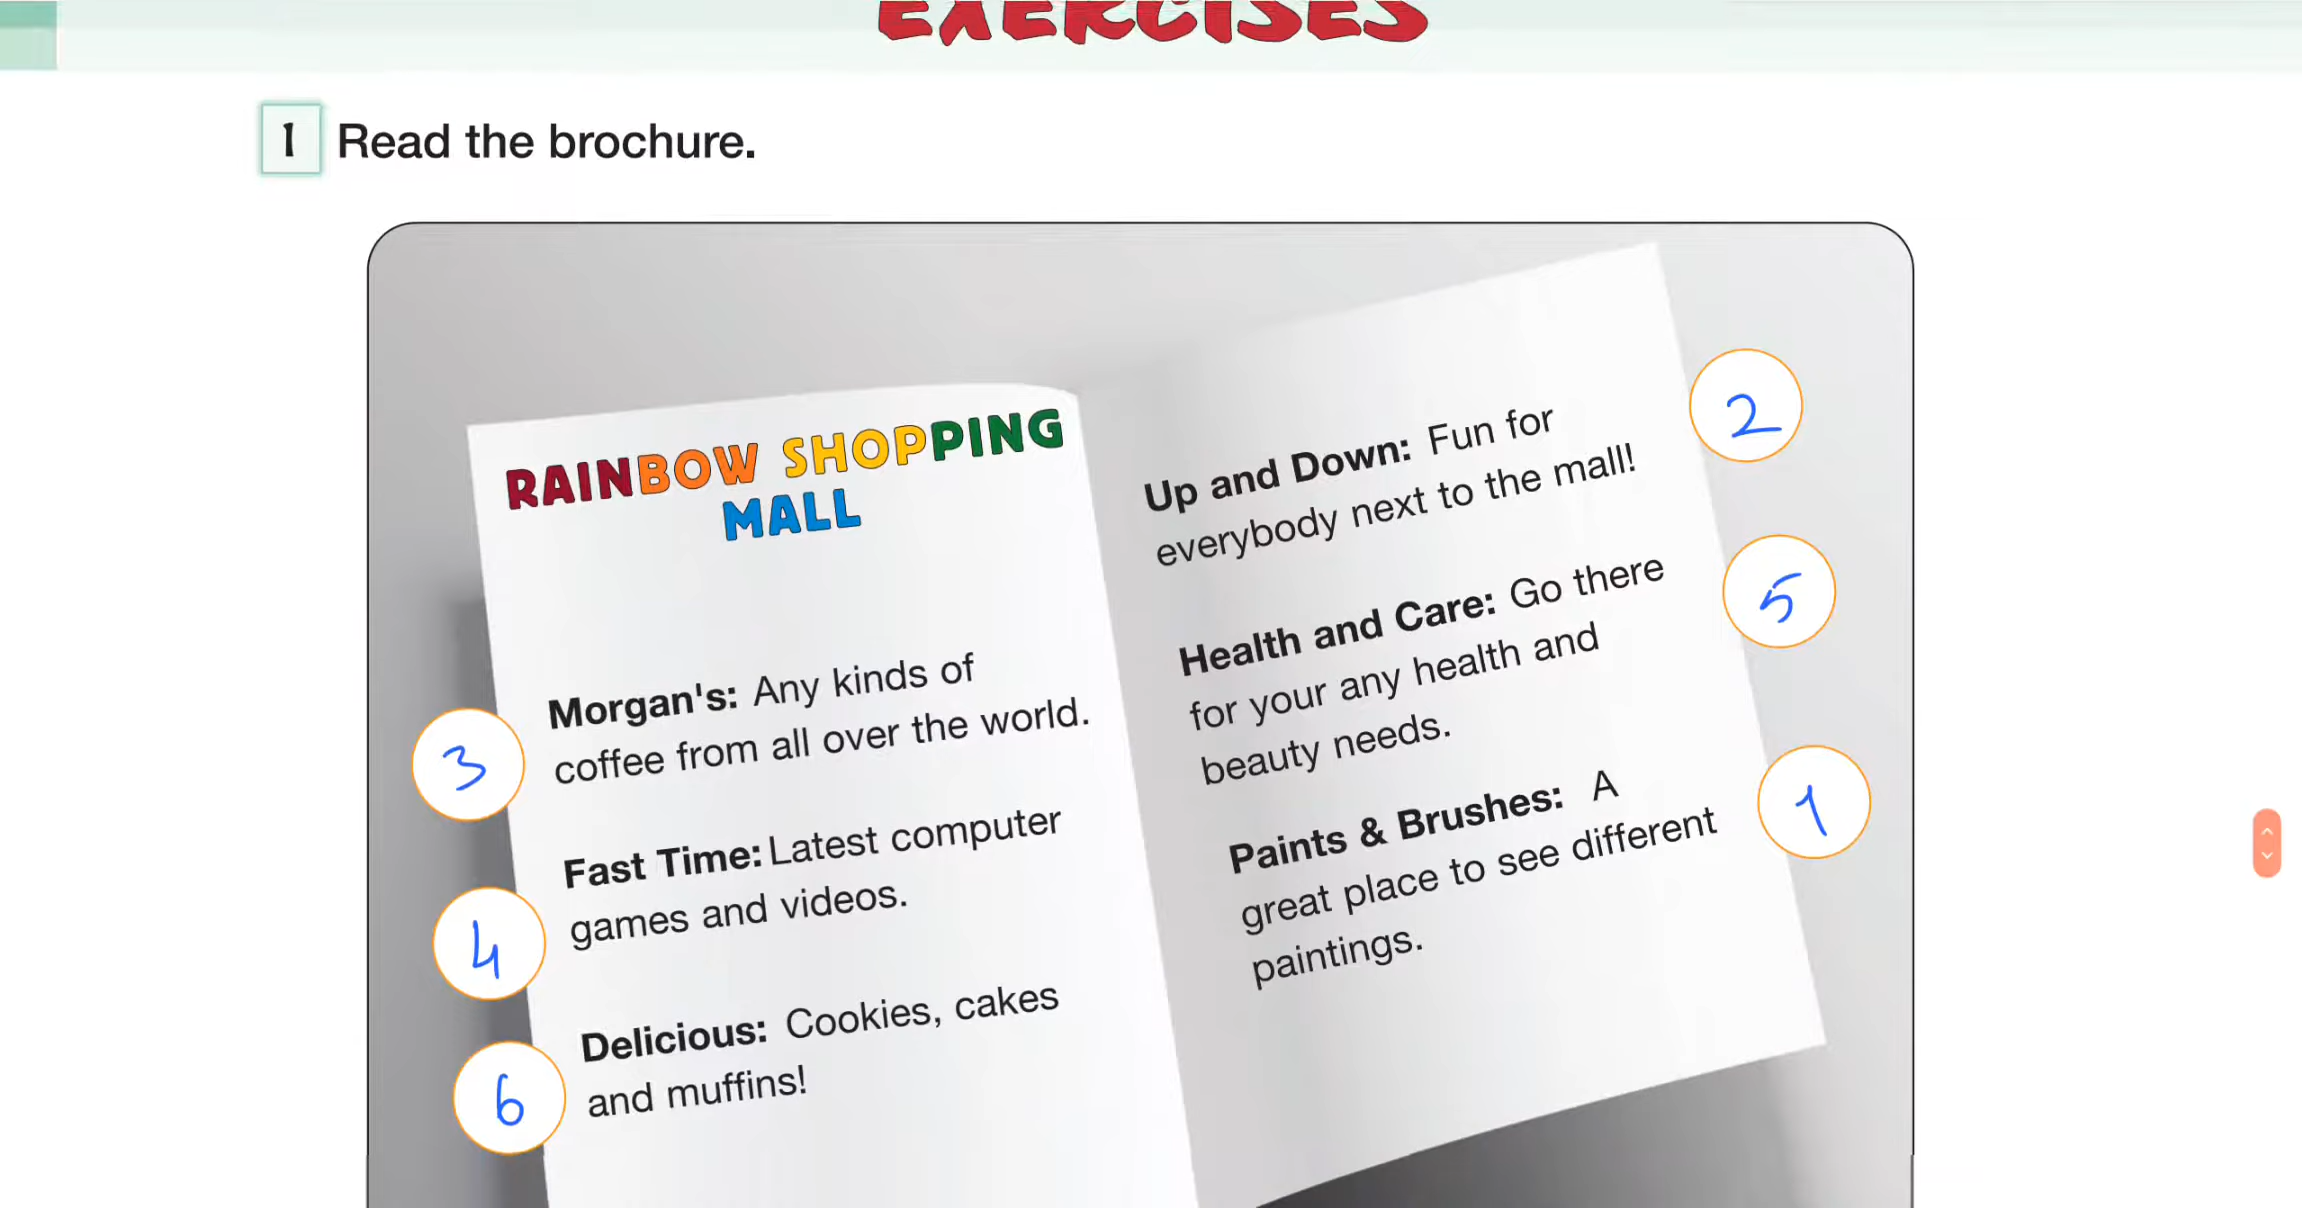 EXERCISES
1 Read the brochure.
RAINBOW SHOPPING
MALL
Morgan's: Any kinds of
coffee from all over the world.
3
Fast Time: Latest computer
games and videos.
4
Delicious: Cookies, cakes
and muffins!
6
Up and Down: Fun for
everybody next to the mall!
2
Health and Care: Go there
for your any health and
beauty needs.
5
Paints & Brushes: A
great place to see different
paintings.
1